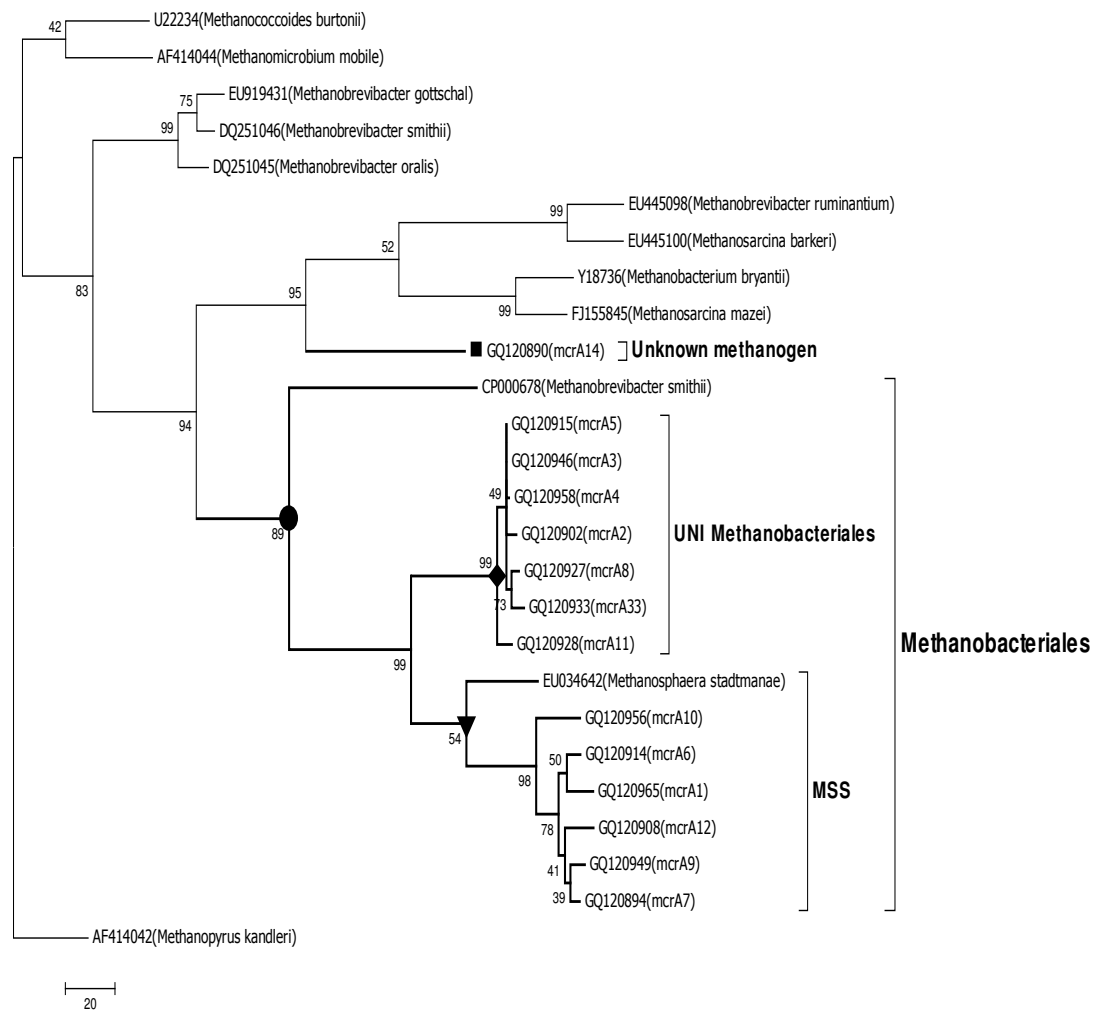 U22234(Methanococcoides burtonii)
42
AF414044(Methanomicrobium mobile)
EU919431(Methanobrevibacter gottschal)
75
DQ251046(Methanobrevibacter smithii)
99
DQ251045(Methanobrevibacter oralis)
EU445098(Methanobrevibacter ruminantium)
99
EU445100(Methanosarcina barkeri)
52
Y18736(Methanobacterium bryantii)
83
95
99
FJ155845(Methanosarcina mazei)
GQ120890(mcrA14)
Unknown methanogen
CP000678(Methanobrevibacter smithii)
94
GQ120915(mcrA5)
GQ120946(mcrA3)
49
GQ120958(mcrA4
89
GQ120902(mcrA2)
UNI Methanobacteriales
99
GQ120927(mcrA8)
73
GQ120933(mcrA33)
GQ120928(mcrA11)
Methanobacteriales
99
EU034642(Methanosphaera stadtmanae)
54
GQ120956(mcrA10)
50
GQ120914(mcrA6)
98
GQ120965(mcrA1)
MSS
78
GQ120908(mcrA12)
41
GQ120949(mcrA9)
39
GQ120894(mcrA7)
AF414042(Methanopyrus kandleri)
20